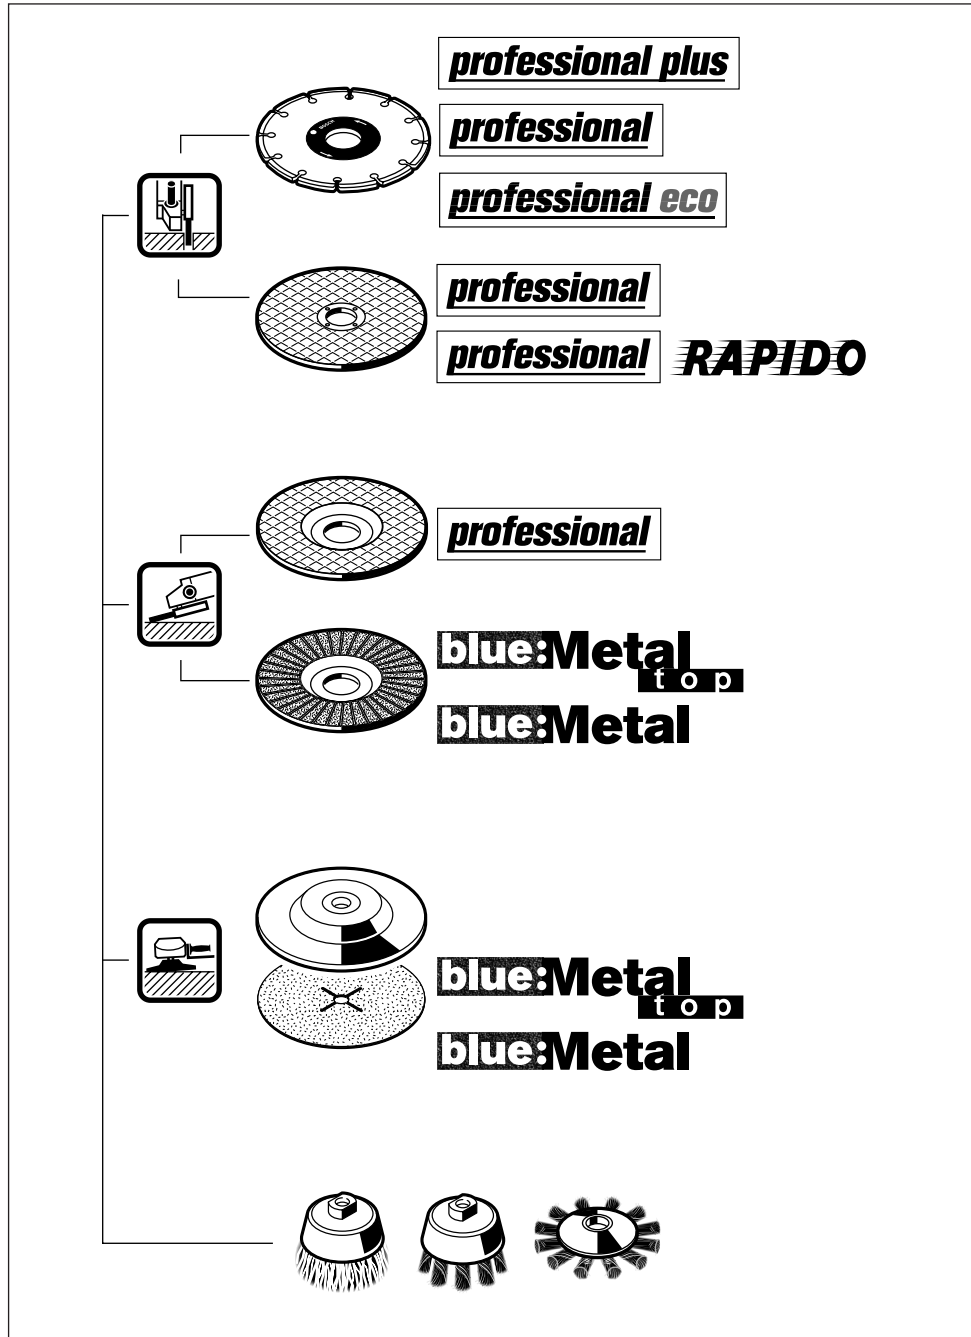 professional plus
BOSCH
professional
professional eco
professional
professional RAPIDO
professional
blue:Metal
top
blue:Metal
blue:Metal
top
blue:Metal